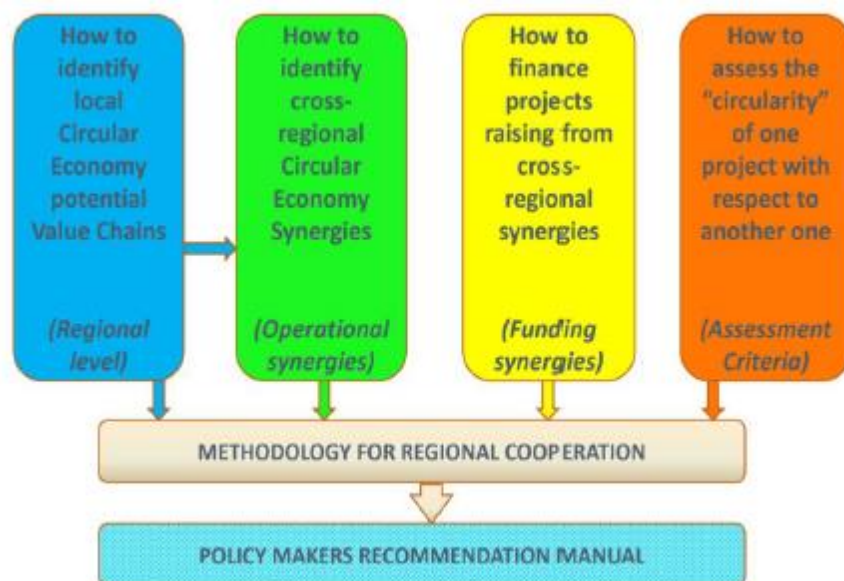 How to
identify
local
Circular
Economy
potential
Value Chains
(Regional
level)
How to
identify
cross-
regional
Circular
Economy
Synergies
(Operational
synergies)
How to
finance
projects
raising from
cross-
regional
synergies
(Funding
synergies)
How to
assess the
“circularity”
of one
project with
respect to
another one
(Assessment
Criteria)
METHODOLOGY FOR REGIONAL COOPERATION
POLICY MAKERS RECOMMENDATION MANUAL